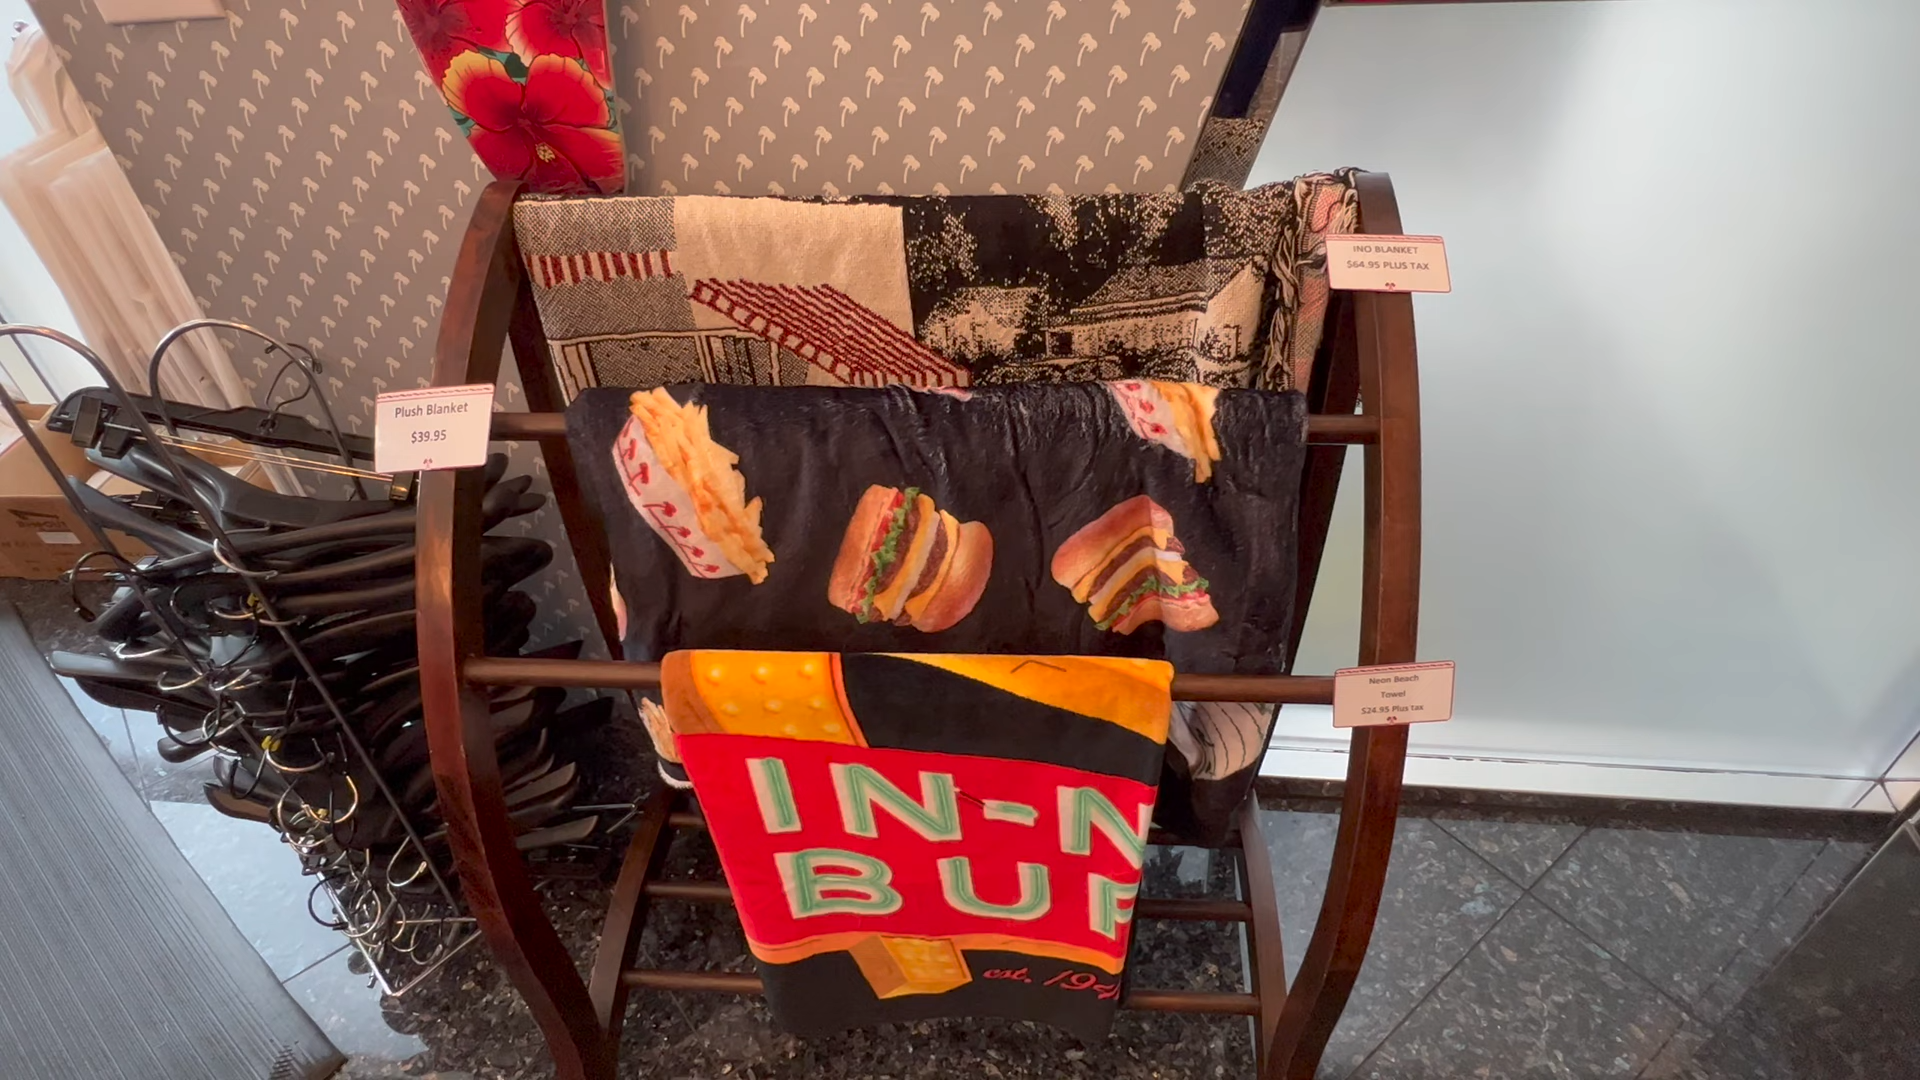 INO BLANKET
$64.95 PLUS TAX
Plush Blanket
$39.95
Neon Beach
Towel
$24.95 Plus tax
IN-N
BU
est. 194